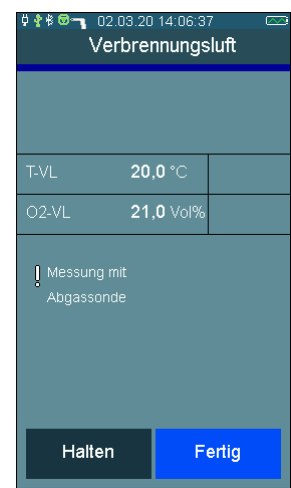 02.03.20 14:06:37
Verbrennungsluft
T-VL 20,0 °C
O2-VL 21,0 Vol%
Messung mit
Abgassonde
Halten Fertig